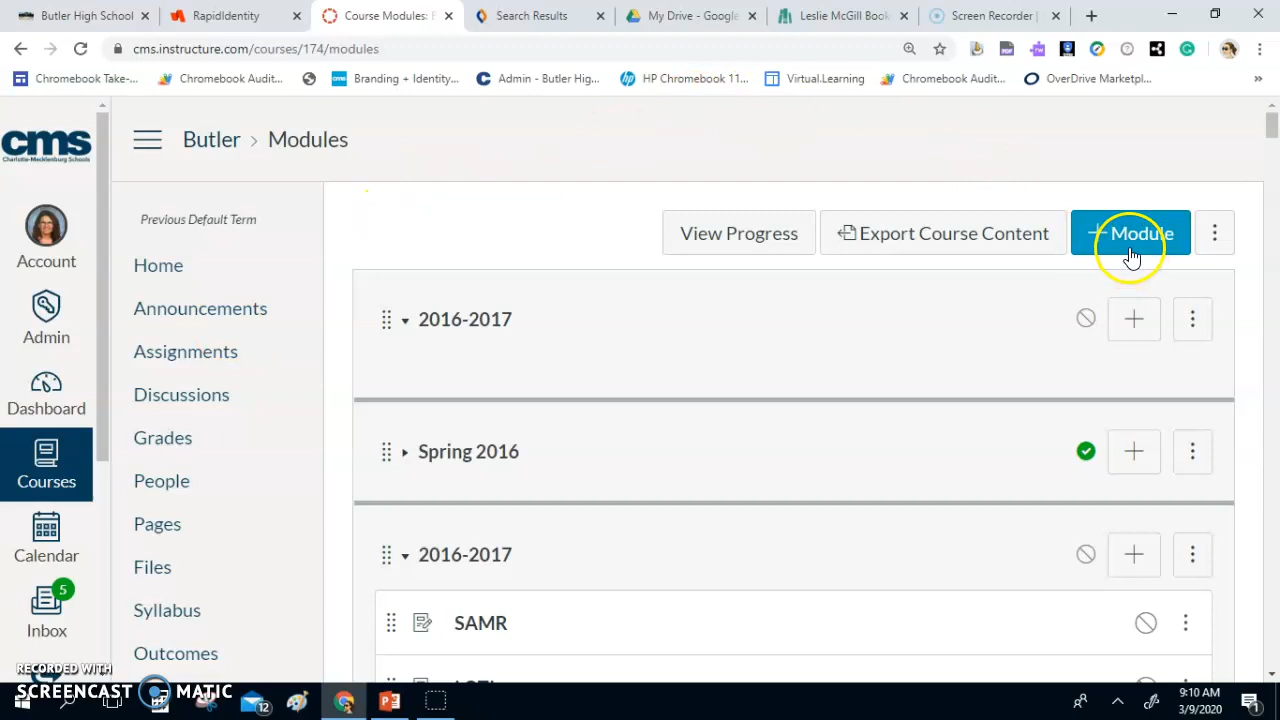 Butler High School
RapidIdentity
Course Modules: B
Search Results
My Drive - Google
Leslie McGill Book
Screen Recorder
cms.instructure.com/courses/174/modules
Chromebook Take-...
Chromebook Audit...
Branding + Identity...
Admin - Butler Hig...
HP Chromebook 11...
Virtual.Learning
Chromebook Audit...
OverDrive Marketpl...
cms
Charlotte-Mecklenburg Schools
Butler > Modules
Previous Default Term
View Progress
Export Course Content
+ Module
Account
Admin
Dashboard
Courses
Calendar
5
Inbox
Home
Announcements
Assignments
Discussions
Grades
People
Pages
Files
Syllabus
Outcomes
2016-2017
Spring 2016
2016-2017
SAMR
RECORDED WITH
SCREENCAST MATIC
12
9:10 AM
3/9/2020
1